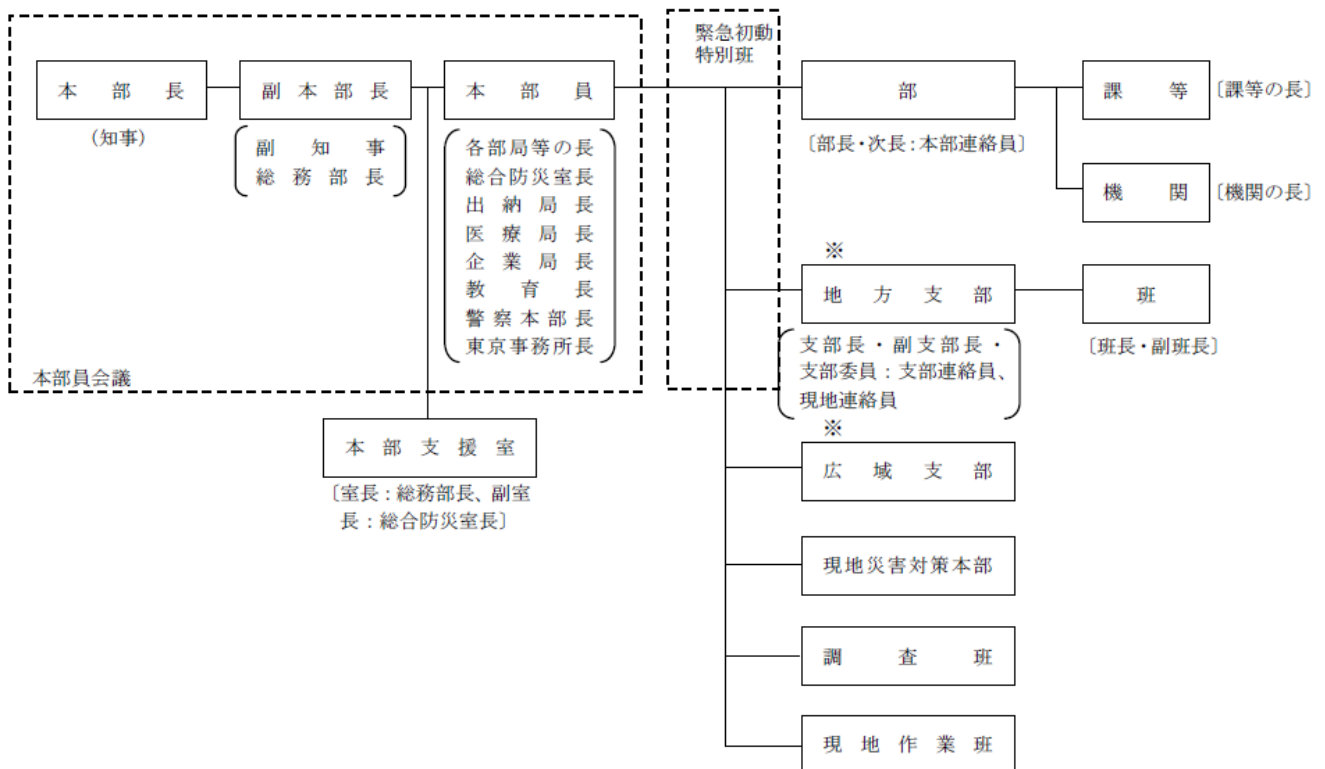 緊急初動
特別班
本部長
副本部長
本部員
部
課等
〔課等の長〕
(知事)
副知事
総務部長
各部局等の長
総合防災室長
出納局長
医療局長
企業局長
教育長
警察本部長
東京事務所長
〔部長・次長：本部連絡員〕
機関
〔機関の長〕
※
地方支部
班
支部長・副支部長・
支部委員：支部連絡員、
現地連絡員
〔班長・副班長〕
本部員会議
※
本部支援室
〔室長：総務部長、副室
長：総合防災室長〕
広域支部
現地災害対策本部
調査班
現地作業班